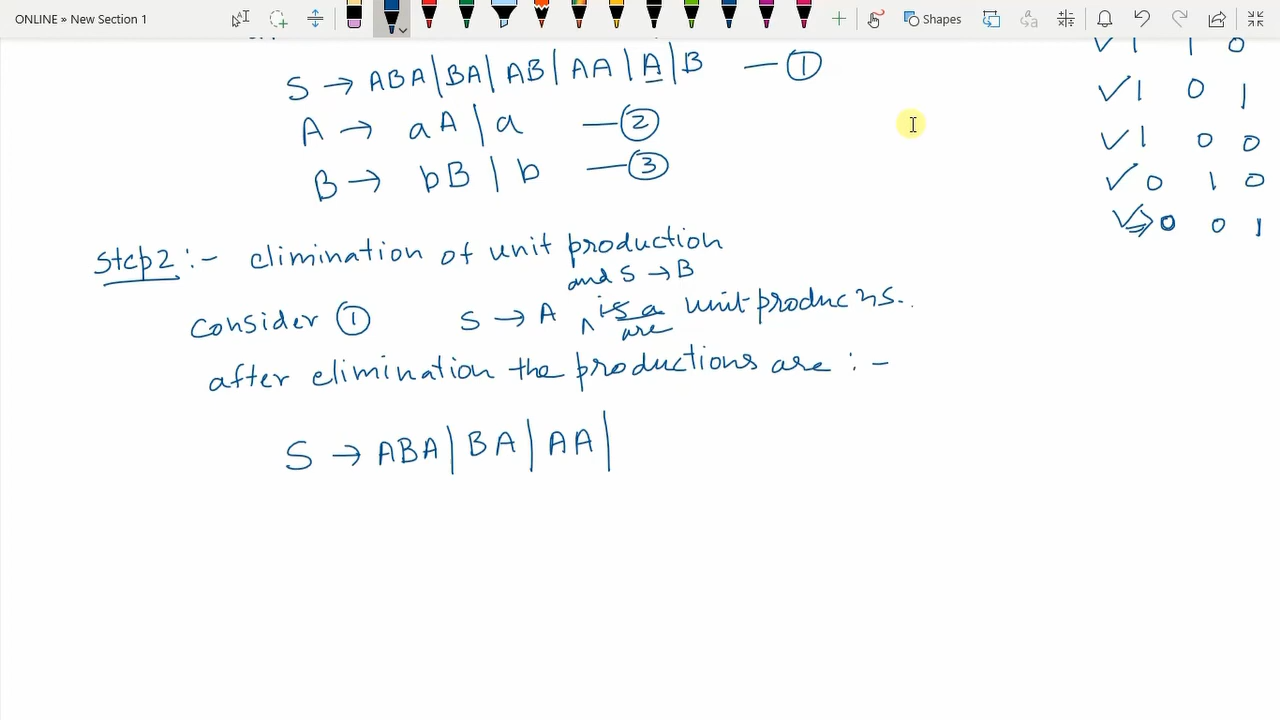 ONLINE » New Section 1
Shapes
S → ABA | BA | AB | AA | A | B — ①
A → aA | a — ②
B → bB | b — ③
Step2 :- elimination of unit production
and S → B
Consider ① S → A ^ is a unit produc ns.
are
after elimination the productions are : -
S → ABA | BA | AA |
✓ 1 1 0
✓ 1 0 1
✓ 1 0 0
✓ 0 1 0
✓ 0 0 1